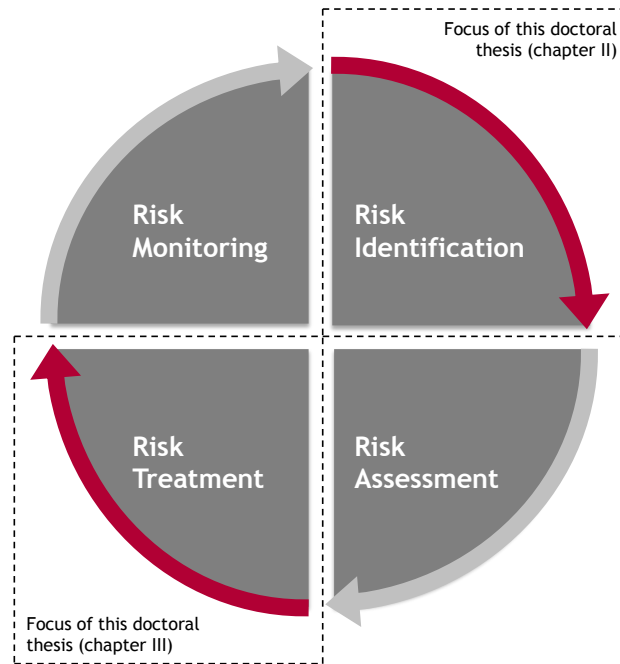 Focus of this doctoral
thesis (chapter II)
Risk
Monitoring
Risk
Identification
Risk
Treatment
Risk
Assessment
Focus of this doctoral
thesis (chapter III)